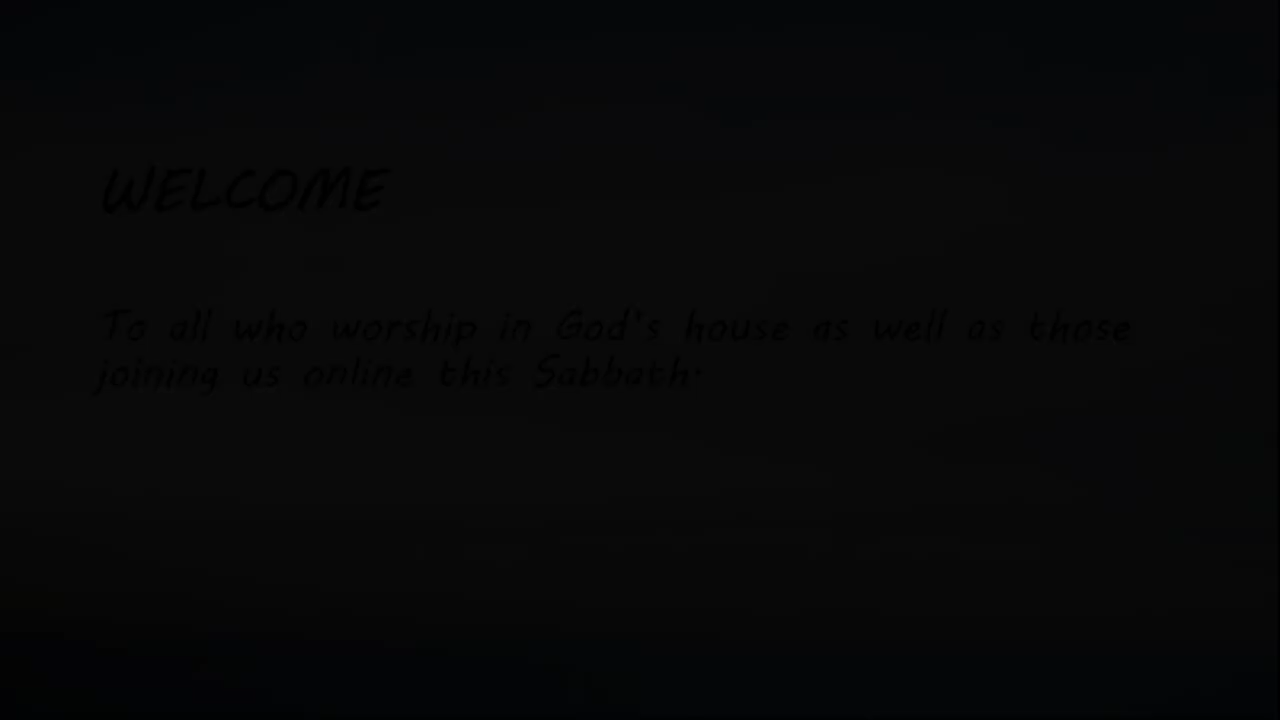 WELCOME
To all who worship in God's house as well as those
joining us online this Sabbath.